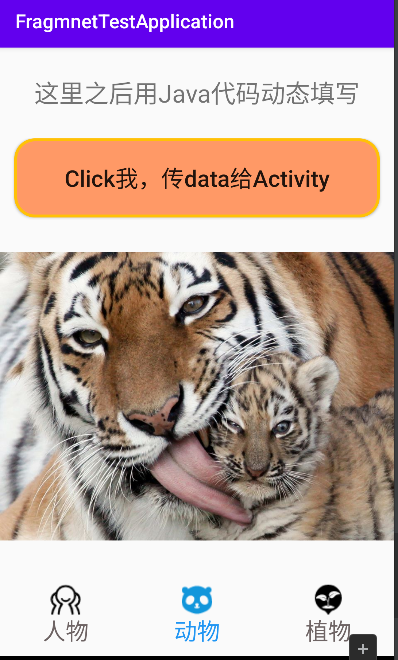 FragmnetTestApplication
这里之后用Java代码动态填写
Click我，传data给Activity
人物 动物 植物